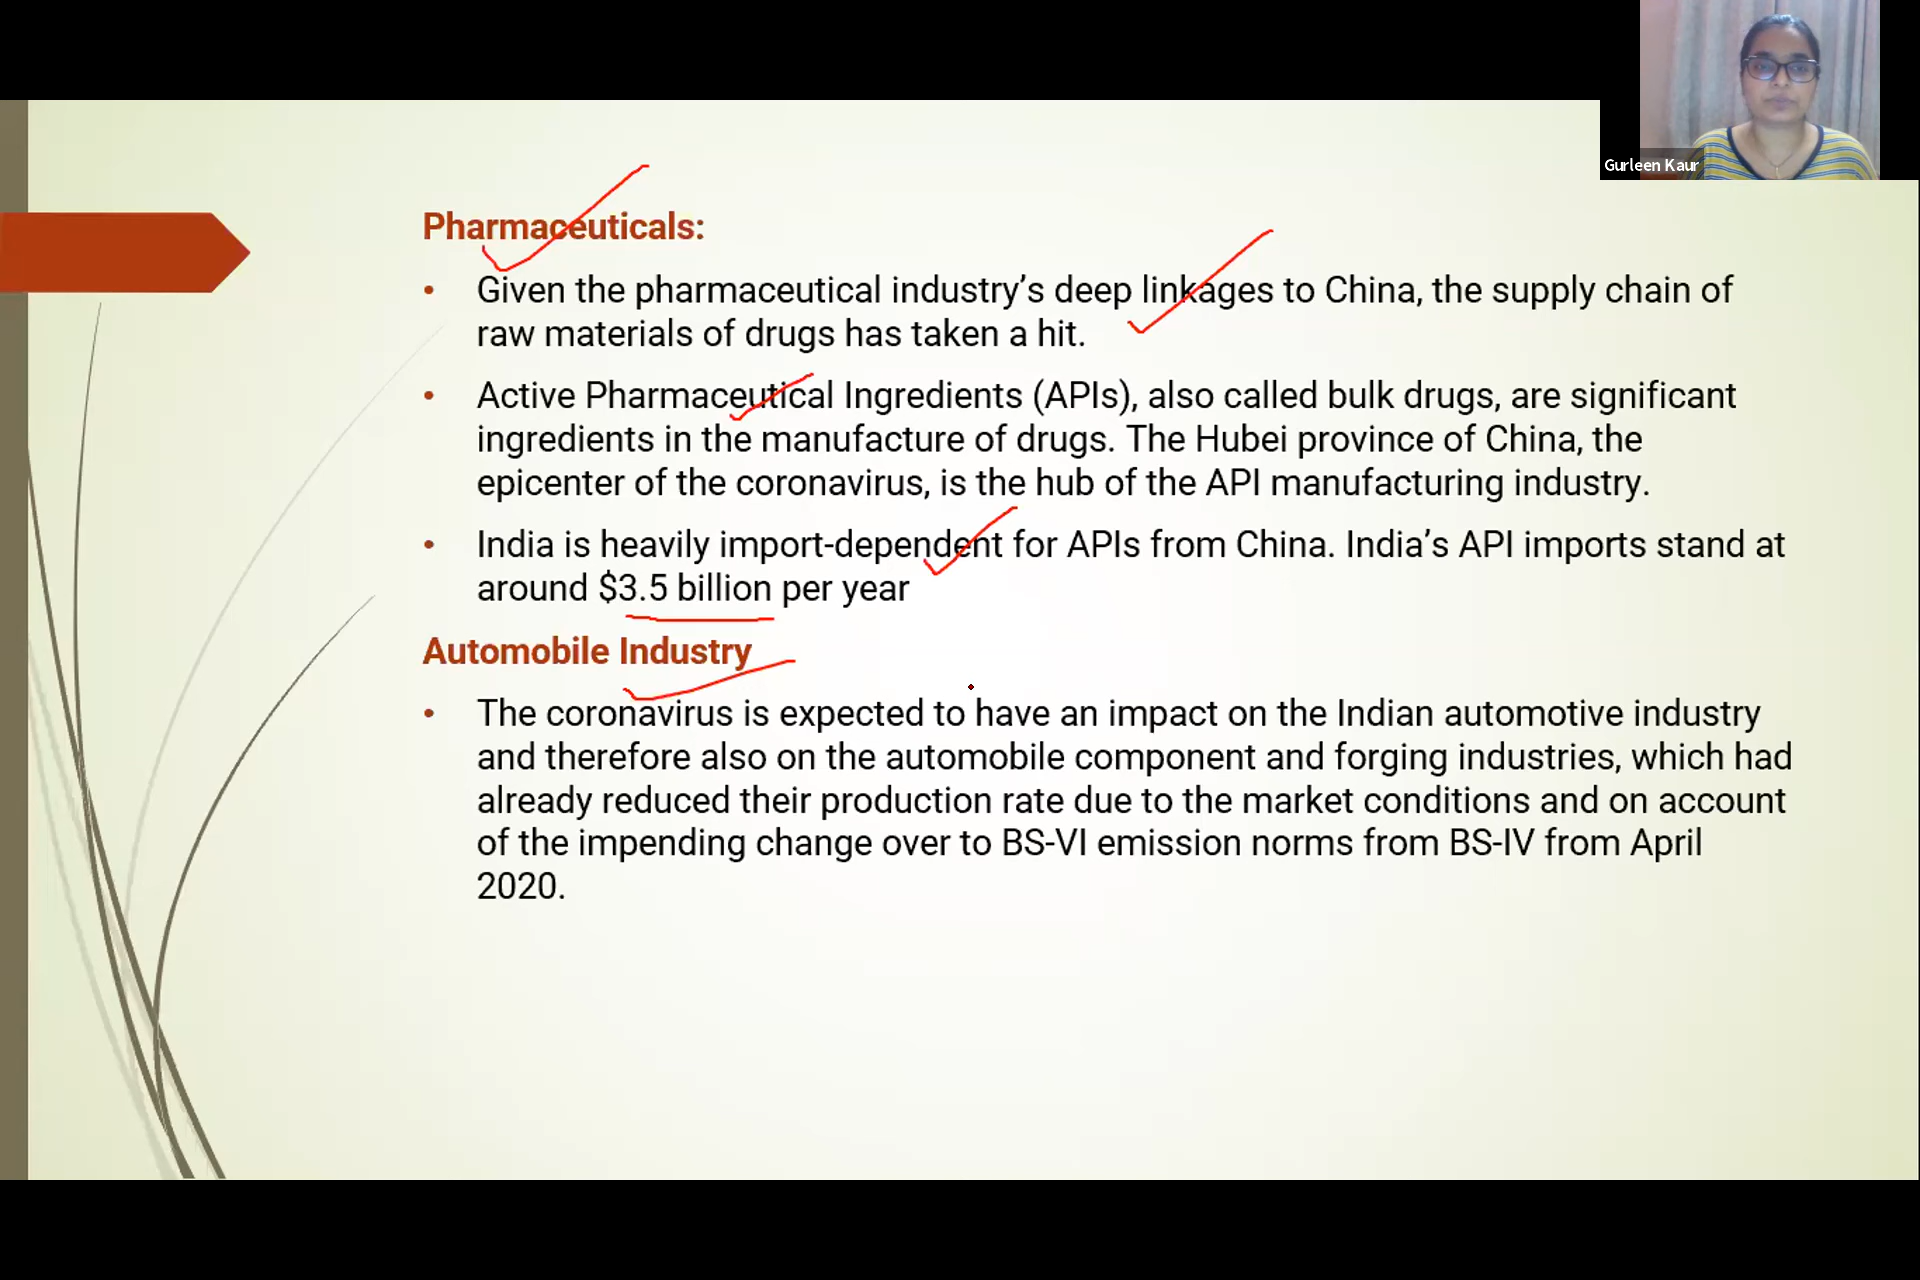 Gurleen Kaur
Pharmaceuticals:
• Given the pharmaceutical industry’s deep linkages to China, the supply chain of
raw materials of drugs has taken a hit.
• Active Pharmaceutical Ingredients (APIs), also called bulk drugs, are significant
ingredients in the manufacture of drugs. The Hubei province of China, the
epicenter of the coronavirus, is the hub of the API manufacturing industry.
• India is heavily import-dependent for APIs from China. India’s API imports stand at
around $3.5 billion per year
Automobile Industry
• The coronavirus is expected to have an impact on the Indian automotive industry
and therefore also on the automobile component and forging industries, which had
already reduced their production rate due to the market conditions and on account
of the impending change over to BS-VI emission norms from BS-IV from April
2020.